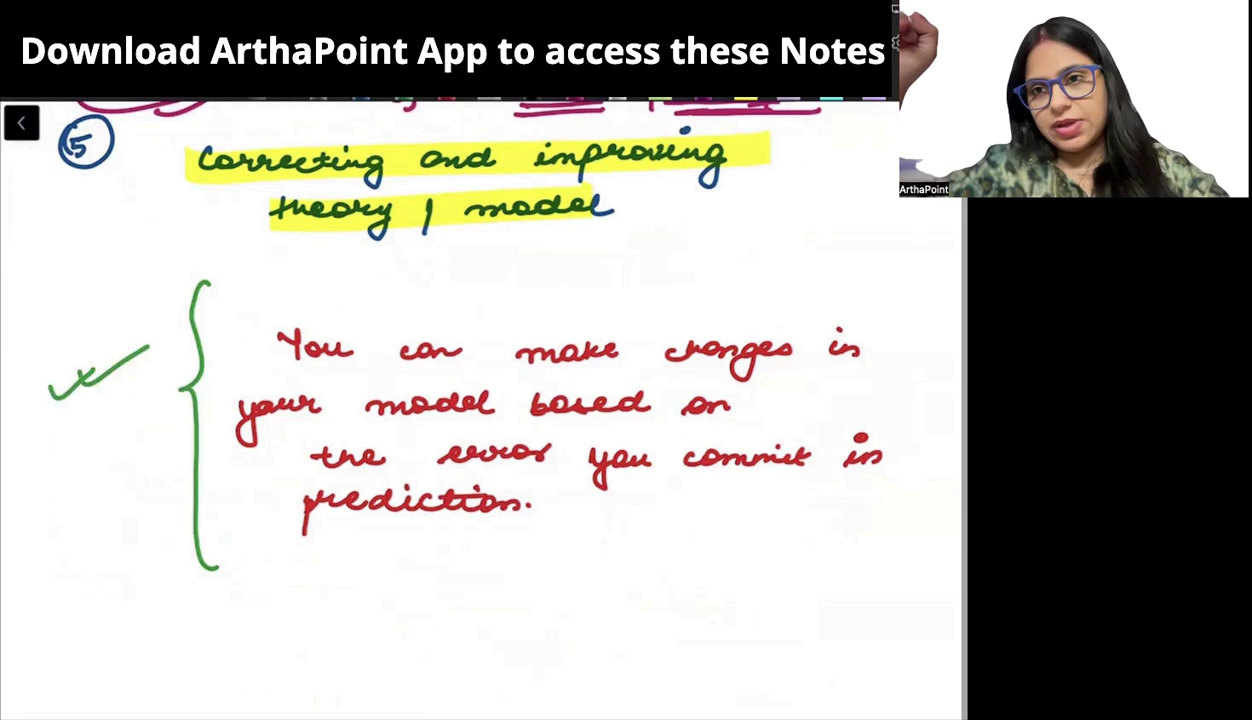 Download ArthaPoint App to access these Notes
ArthaPoint
5
correcting and improving
theory / model
You can make changes in
your model based on
the error you commit in
prediction.